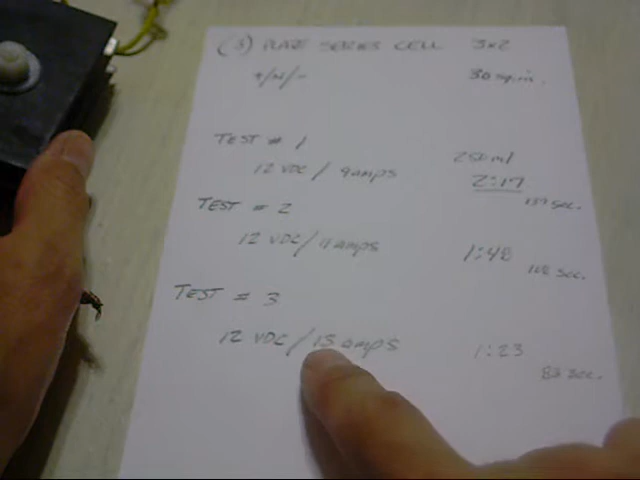 (3) PLATE SERIES CELL 3x2
+/N/- 30 sq.in.
TEST # 1 250 ml
12 VDC / 9 amps 2:17
137 sec.
TEST # 2
12 VDC / 11 amps 1:48
108 sec.
TEST # 3
12 VDC / 15 amps 1:23
83 sec.